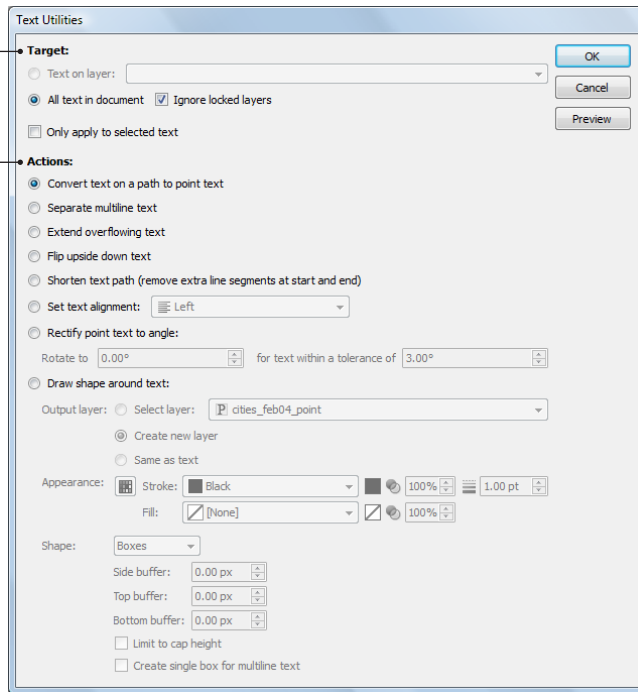 Text Utilities
Target:
OK
Text on layer:
Cancel
All text in document Ignore locked layers
Preview
Only apply to selected text
Actions:
Convert text on a path to point text
Separate multiline text
Extend overflowing text
Flip upside down text
Shorten text path (remove extra line segments at start and end)
Set text alignment: Left
Rectify point text to angle:
Rotate to 0.00° for text within a tolerance of 3.00°
Draw shape around text:
Output layer: Select layer: P cities_feb04_point
Create new layer
Same as text
Appearance: Stroke: Black 100% 1.00 pt
Fill: [None] 100%
Shape: Boxes
Side buffer: 0.00 px
Top buffer: 0.00 px
Bottom buffer: 0.00 px
Limit to cap height
Create single box for multiline text